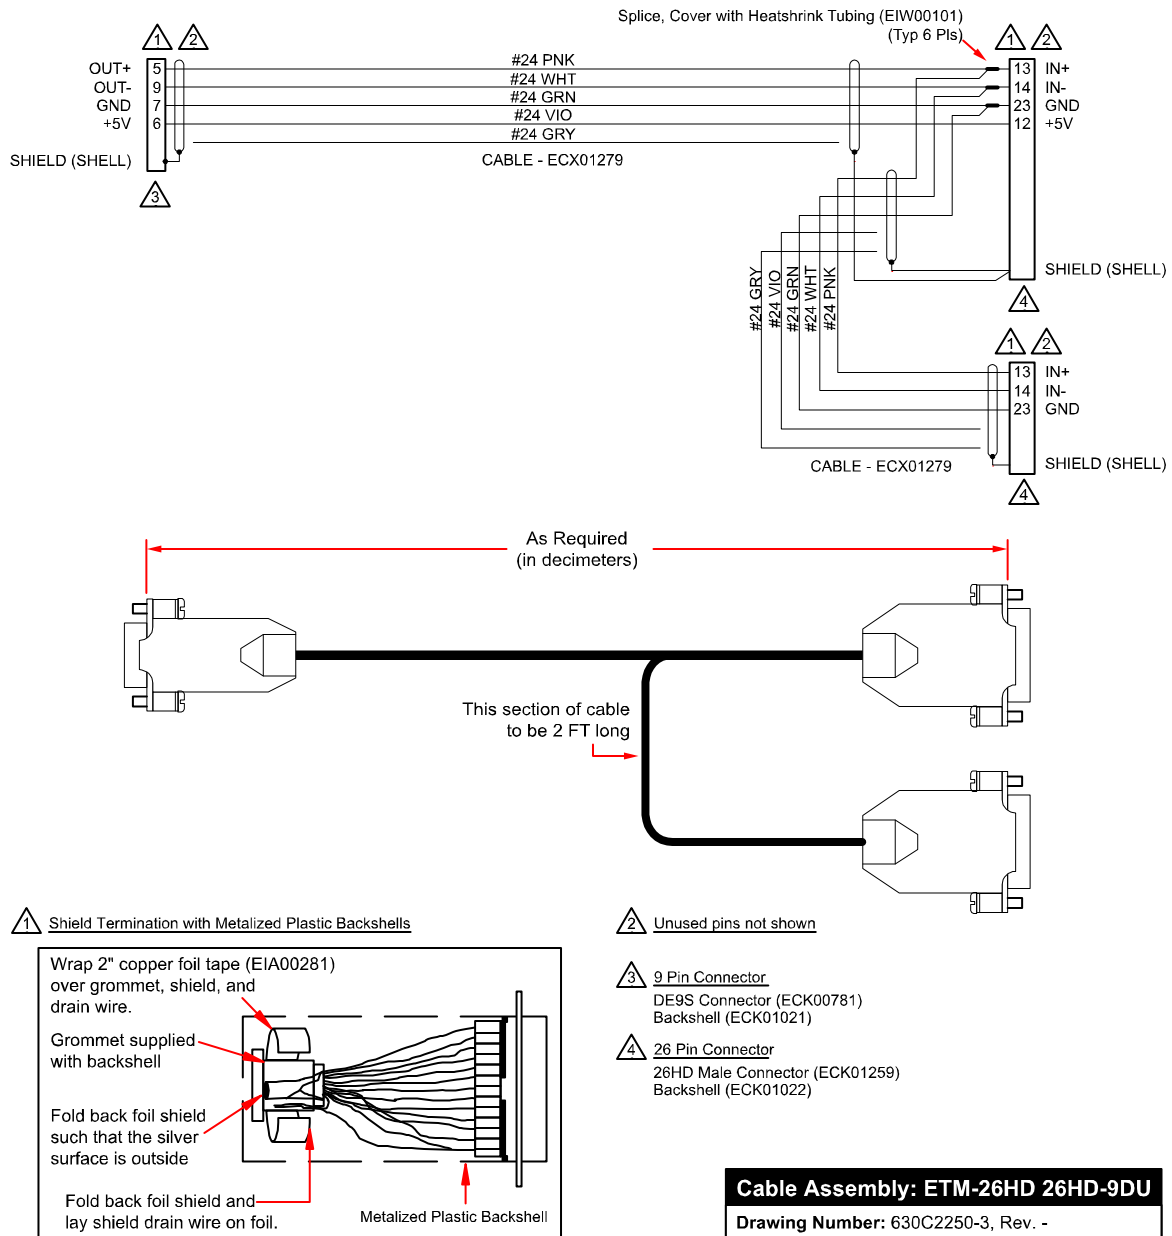 Splice, Cover with Heatshrink Tubing (EIW00101)
(Typ 6 Pls)
1 2
1 2
OUT+ 5 #24 PNK 13 IN+
OUT- 9 #24 WHT 14 IN-
GND 7 #24 GRN 23 GND
+5V 6 #24 VIO 12 +5V
#24 GRY
SHIELD (SHELL)
CABLE - ECX01279
3
SHIELD (SHELL)
4
#24 GRY
#24 VIO
#24 GRN
#24 WHT
#24 PNK
1 2
13 IN+
14 IN-
23 GND
CABLE - ECX01279
SHIELD (SHELL)
4
As Required
(in decimeters)
This section of cable
to be 2 FT long
1 Shield Termination with Metalized Plastic Backshells
Wrap 2" copper foil tape (EIA00281)
over grommet, shield, and
drain wire.
Grommet supplied
with backshell
Fold back foil shield
such that the silver
surface is outside
Fold back foil shield and
lay shield drain wire on foil.
Metalized Plastic Backshell
2 Unused pins not shown
3 9 Pin Connector
DE9S Connector (ECK00781)
Backshell (ECK01021)
4 26 Pin Connector
26HD Male Connector (ECK01259)
Backshell (ECK01022)
Cable Assembly: ETM-26HD 26HD-9DU
Drawing Number: 630C2250-3, Rev. -